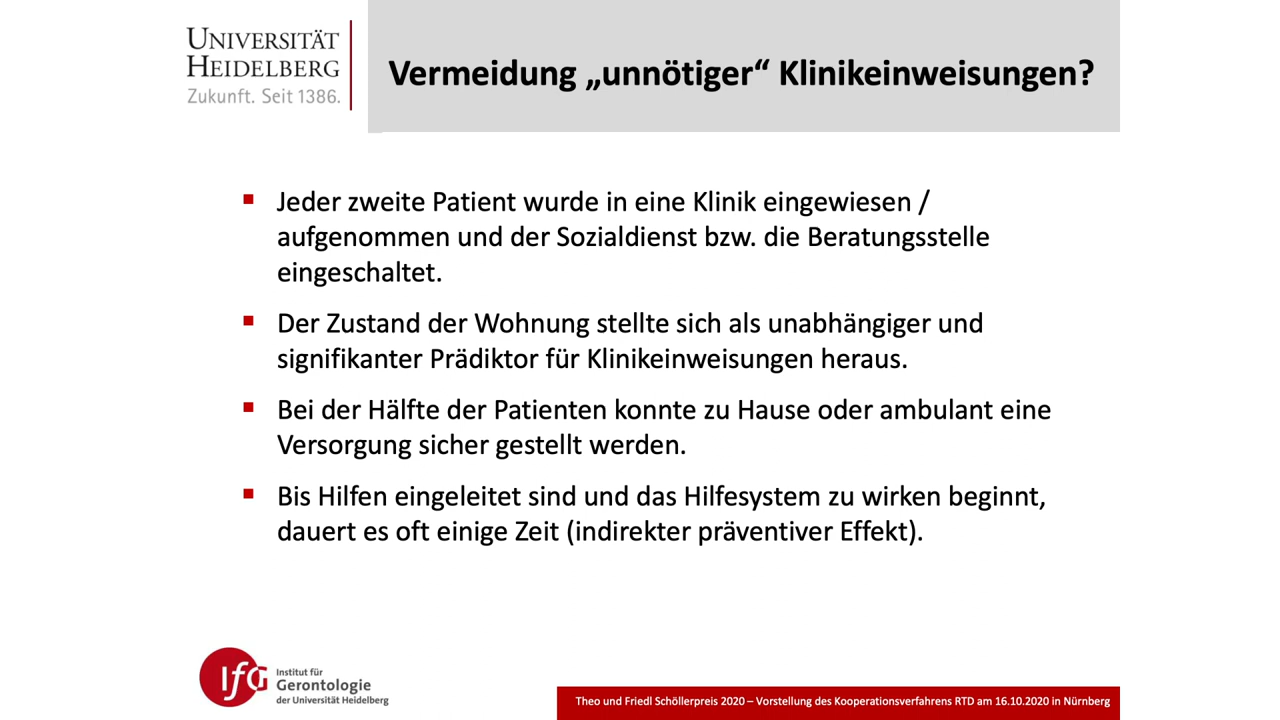 UNIVERSITÄT
HEIDELBERG
Zukunft. Seit 1386.
Vermeidung „unnötiger“ Klinikeinweisungen?
Jeder zweite Patient wurde in eine Klinik eingewiesen /
aufgenommen und der Sozialdienst bzw. die Beratungsstelle
eingeschaltet.
Der Zustand der Wohnung stellte sich als unabhängiger und
signifikanter Prädiktor für Klinikeinweisungen heraus.
Bei der Hälfte der Patienten konnte zu Hause oder ambulant eine
Versorgung sicher gestellt werden.
Bis Hilfen eingeleitet sind und das Hilfesystem zu wirken beginnt,
dauert es oft einige Zeit (indirekter präventiver Effekt).
IfG
Institut für
Gerontologie
der Universität Heidelberg
Theo und Friedl Schöllerpreis 2020 – Vorstellung des Kooperationsverfahrens RTD am 16.10.2020 in Nürnberg